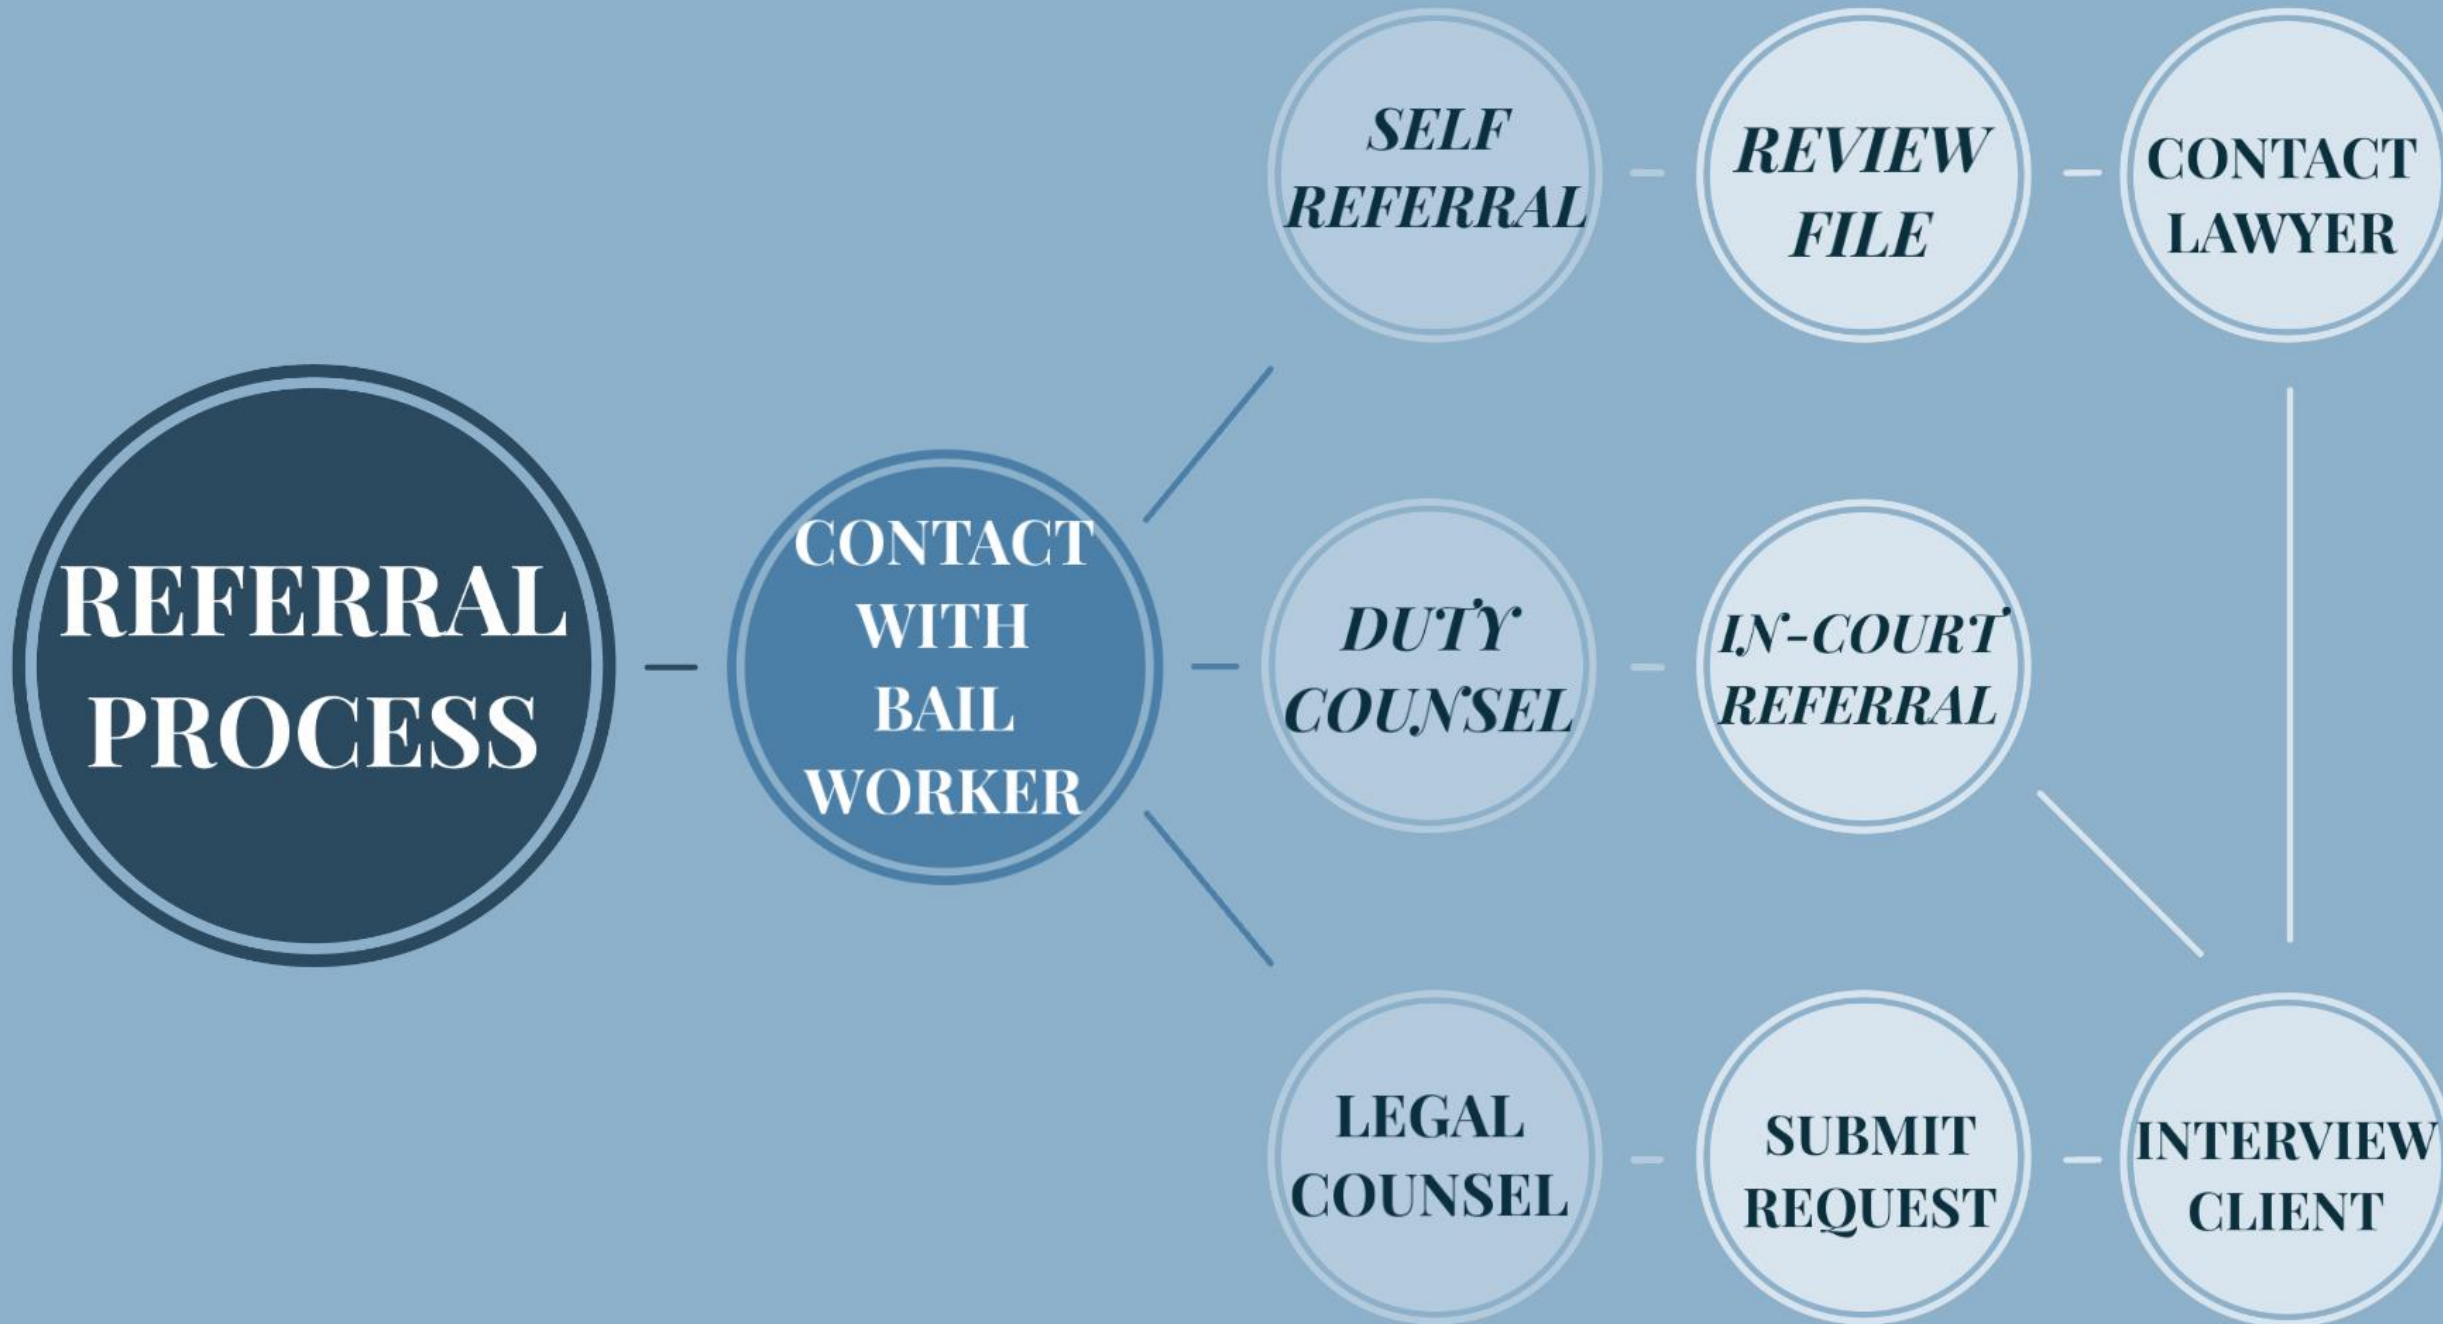 REFERRAL
PROCESS
CONTACT
WITH
BAIL
WORKER
SELF
REFERRAL
REVIEW
FILE
CONTACT
LAWYER
DUTY
COUNSEL
IN-COURT
REFERRAL
LEGAL
COUNSEL
SUBMIT
REQUEST
INTERVIEW
CLIENT